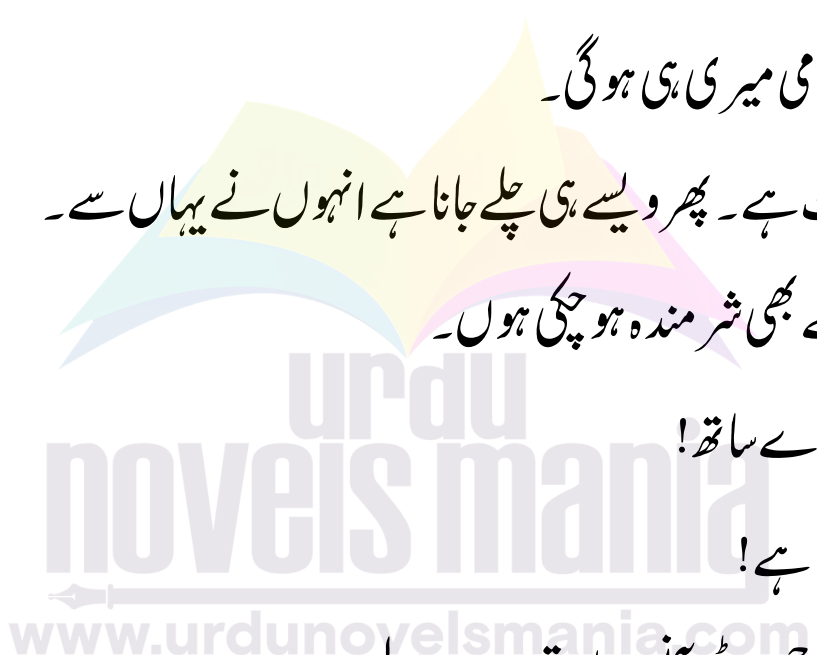 می میری ہی ہو گی۔
ہے۔ پھر ویسے ہی چلے جانا ہے انہوں نے یہاں سے۔
بھی شرمندہ ہو چکی ہوں۔
ساتھ!
ہے!
urdu
novels mania
www.urdunovelsmania.com